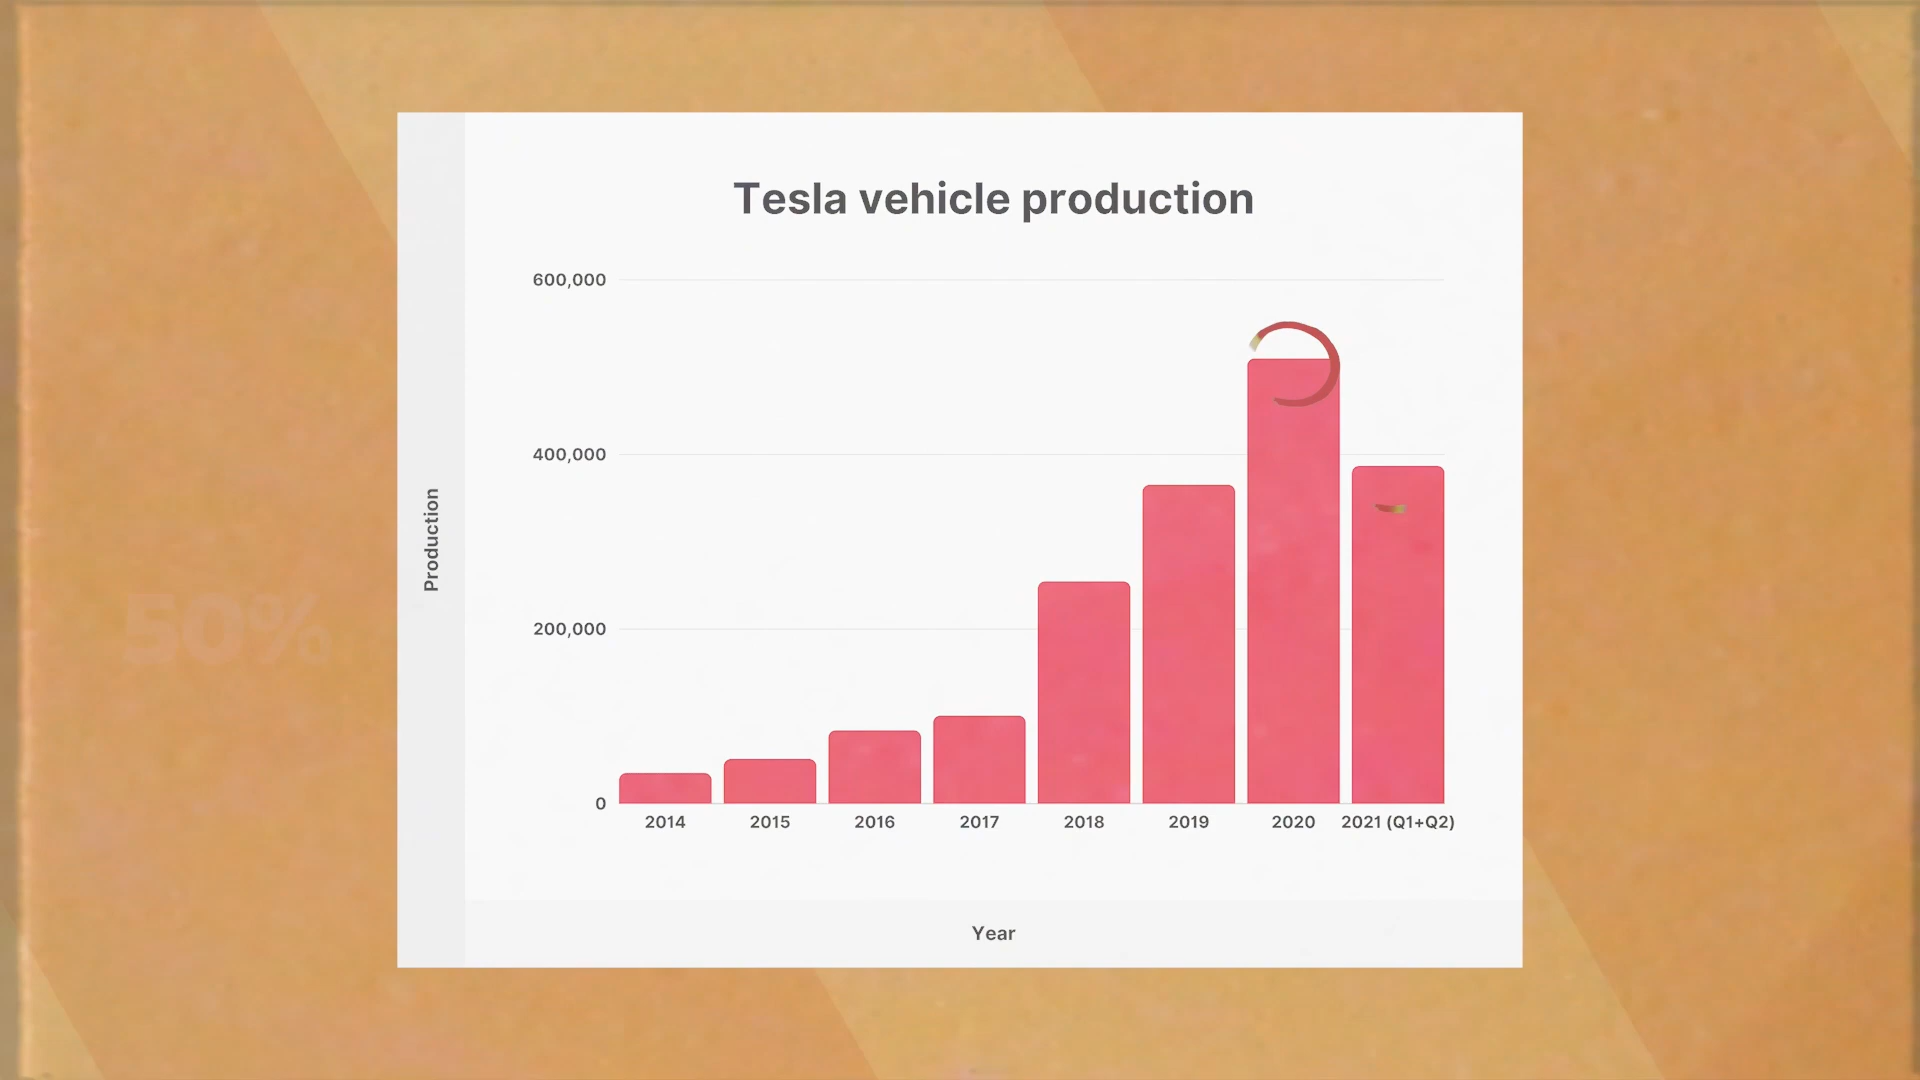 Tesla vehicle production
600,000
400,000
200,000
0
Production
50%
2014 2015 2016 2017 2018 2019 2020 2021 (Q1+Q2)
Year